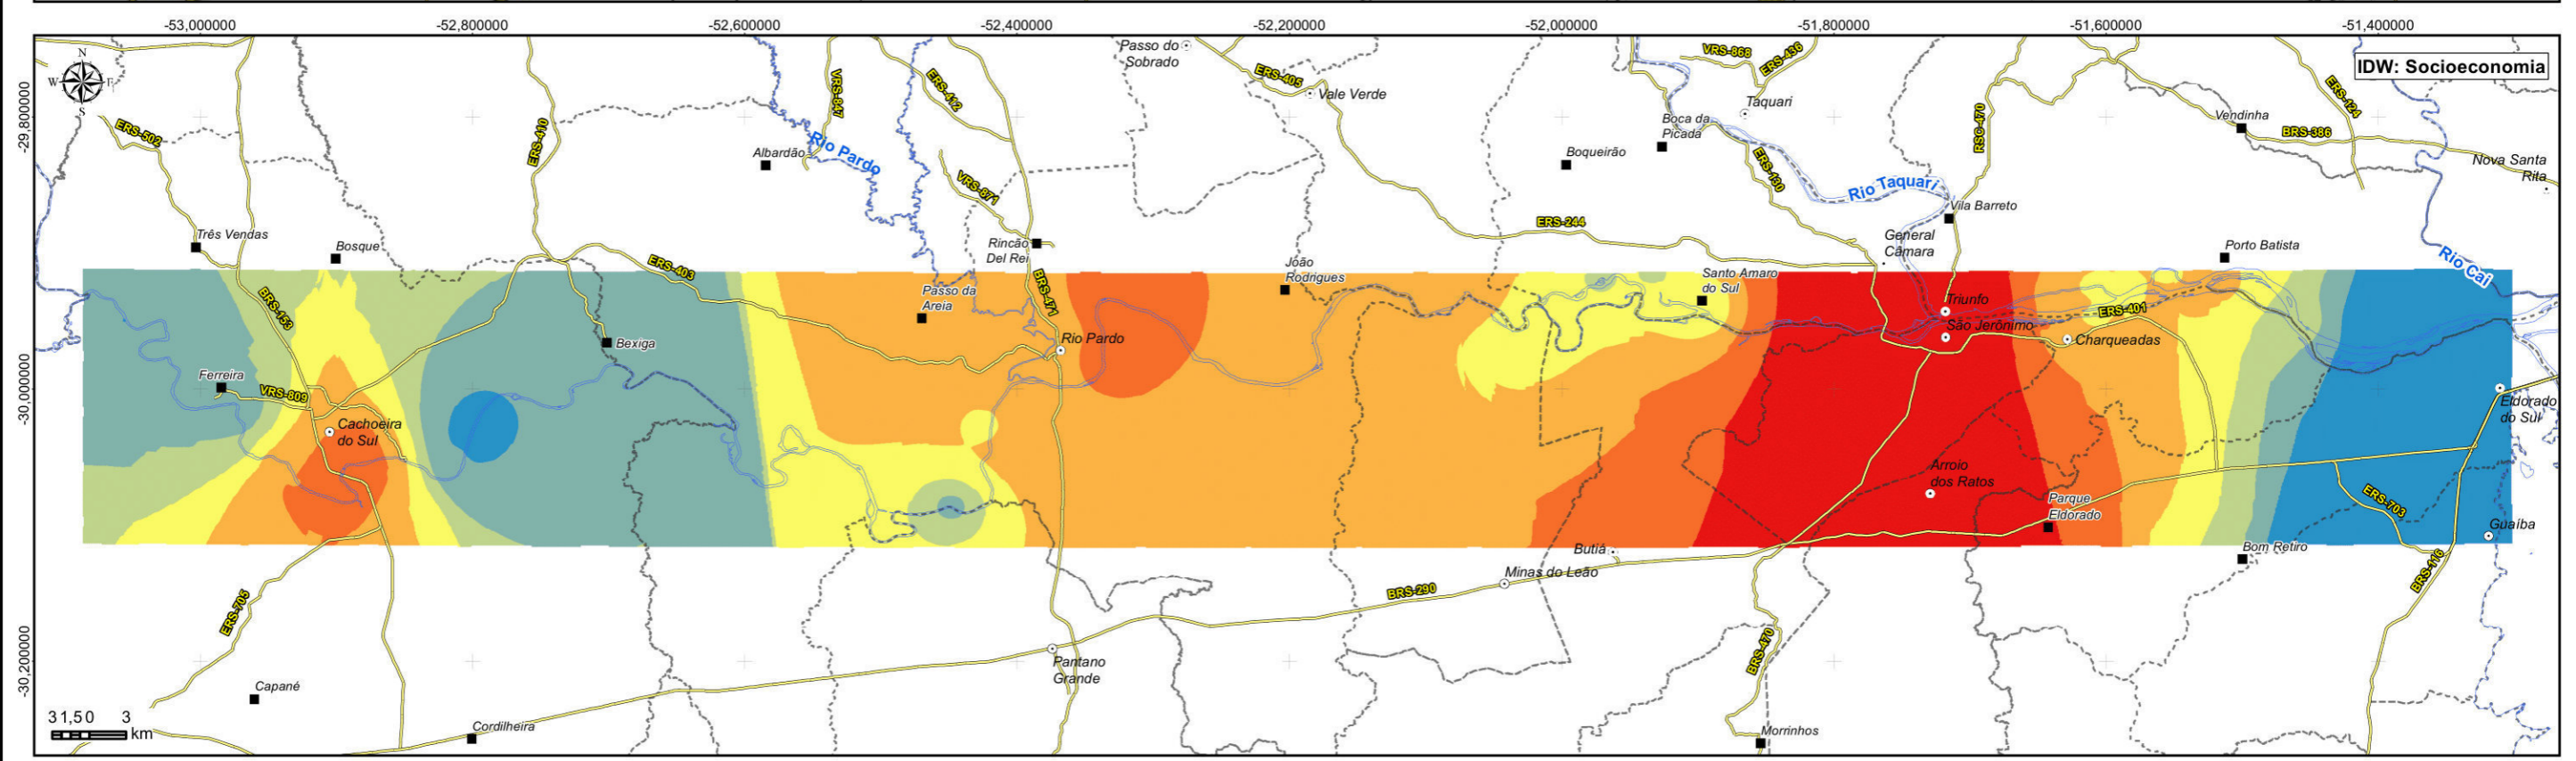 -53,000000
-52,800000
-52,600000
-52,400000
-52,200000
-52,000000
-51,800000
-51,600000
-51,400000
IDW: Socioeconomia
N
W
S
-29,800000
-30,000000
-30,200000
Passo do
Sobrado
VRS-868
ERS-436
ERS-405
Vale Verde
ERS-412
VRS-847
Taquari
ERS-124
Boca da
Picada
RSC-470
Vendinha
BRS-386
ERS-502
ERS-410
Albardão
Rio Pardo
Boqueirão
ERS-130
Nova Santa
Rita
VRS-871
Rio Taquari
Vila Barreto
ERS-244
Três Vendas
Bosque
Rincão
Del Rei
General
Câmara
Porto Batista
Rio Cai
ERS-403
João
Rodrigues
Santo Amaro
do Sul
BRS-153
Passo da
Areia
BRS-471
Triunfo
ERS-401
São Jerônimo
Bexiga
Rio Pardo
Charqueadas
Ferreira
VRS-809
Eldorado
do Sul
Cachoeira
do Sul
Arroio
dos Ratos
Parque
Eldorado
ERS-703
Guaíba
Butiá
Bom Retiro
Minas do Leão
BRS-290
BRS-116
ERS-705
BRS-470
Pantano
Grande
Capané
31,50 3
km
Cordilheira
Morrinhos